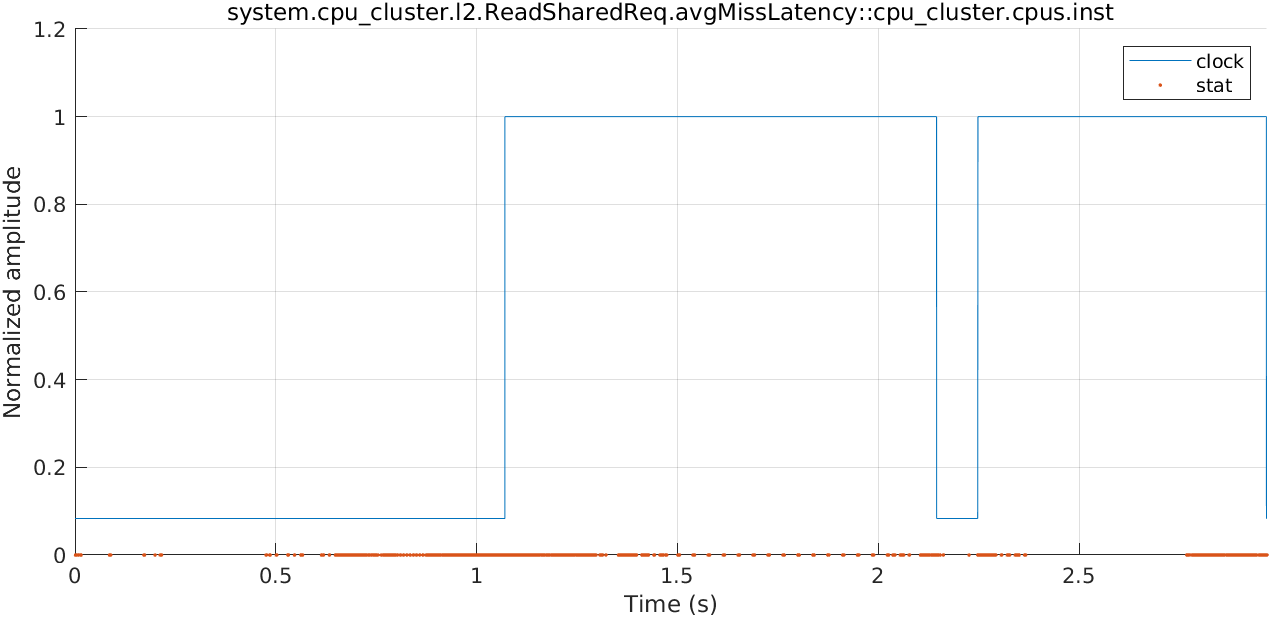 system.cpu_cluster.l2.ReadSharedReq.avgMissLatency::cpu_cluster.cpus.inst
1.2
1
0.8
0.6
0.4
0.2
0
Normalized amplitude
clock
stat
0 0.5 1 1.5 2 2.5
Time (s)